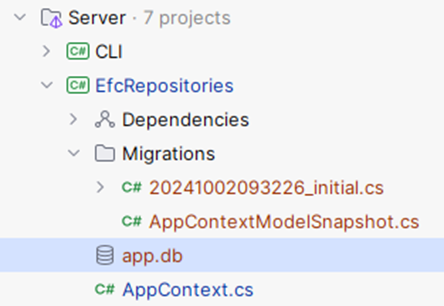 Server · 7 projects
C# CLI
C# EfcRepositories
Dependencies
Migrations
C# 20241002093226_initial.cs
C# AppContextModelSnapshot.cs
app.db
C# AppContext.cs